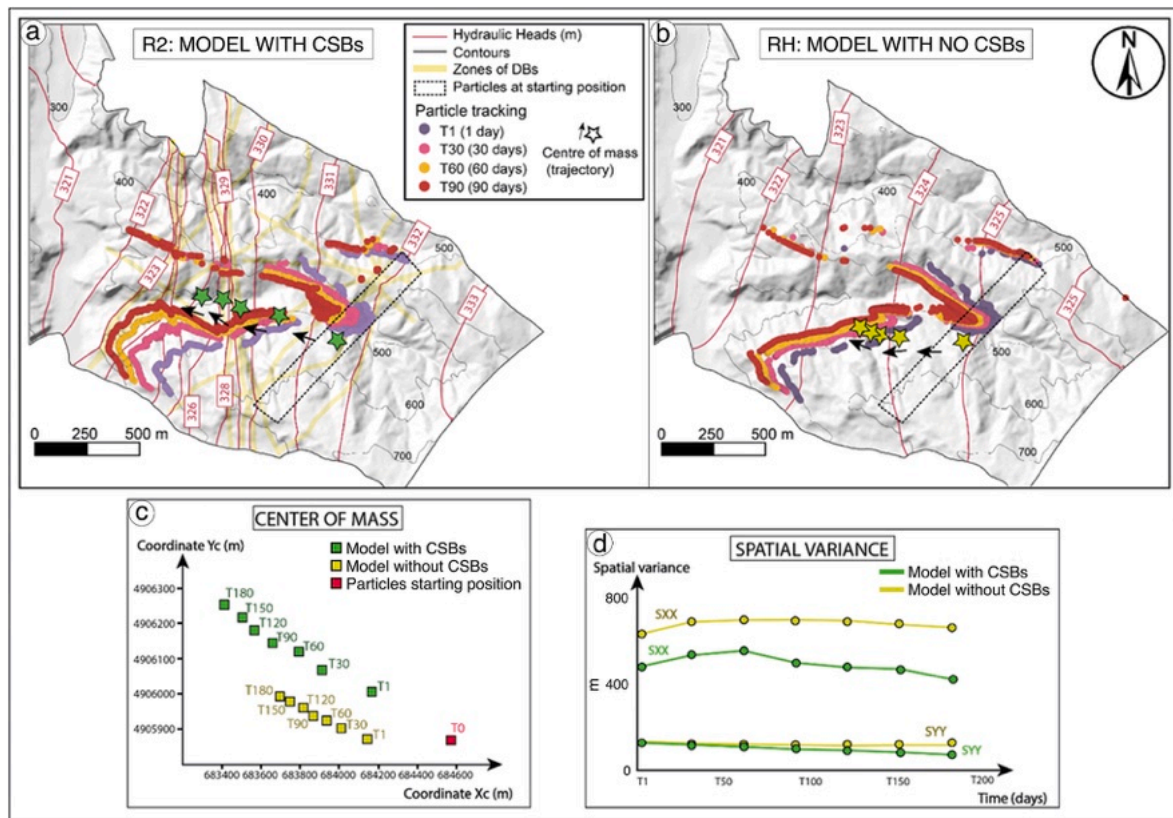 a
R2: MODEL WITH CSBs
Hydraulic Heads (m)
Contours
Zones of DBs
Particles at starting position
Particle tracking
T1 (1 day)
T30 (30 days)
T60 (60 days)
T90 (90 days)
Centre of mass
(trajectory)
300
400
400
500
500
600
700
321
322
323
326
328
329
330
331
332
333
0 250 500 m
b
RH: MODEL WITH NO CSBs
N
300
400
400
500
500
600
700
321
322
323
324
325
325
0 250 500 m
c
CENTER OF MASS
Coordinate Yc (m)
Model with CSBs
Model without CSBs
Particles starting position
4906300
4906200
4906100
4906000
4905900
T180
T150
T120
T90
T60
T30
T1
T180
T150
T120
T90
T60
T30
T1
T0
683400 683600 683800 684000 684200 684400 684600
Coordinate Xc (m)
d
SPATIAL VARIANCE
Spatial variance
Model with CSBs
Model without CSBs
800
400
0
m
SXX
SXX
SYY
SYY
T1 T50 T100 T150 T200
Time (days)